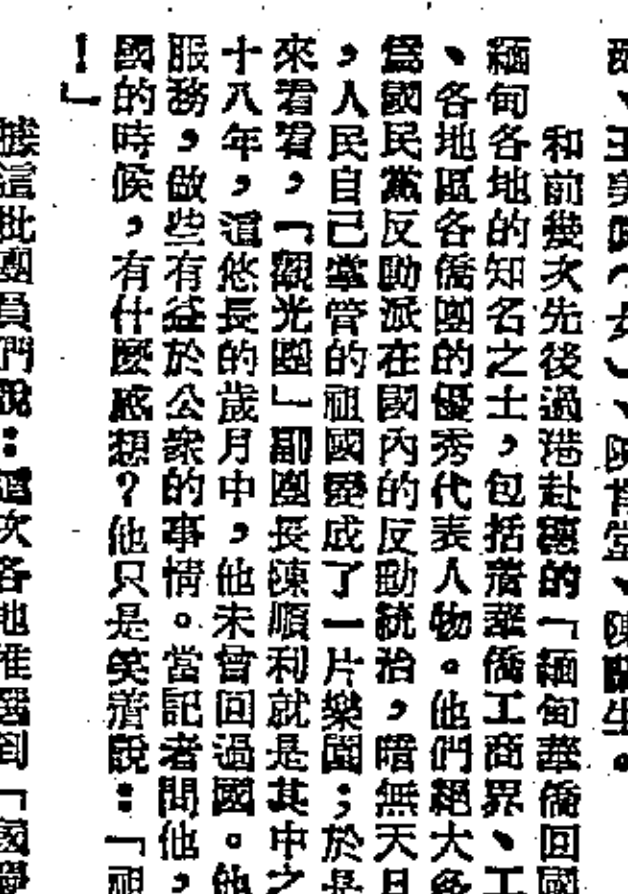 、陳肯堂、陳
和前幾次先後過港赴穗的「緬甸華僑回國
緬甸各地的知名之士，包括着華僑工商界、工
、各地區各僑團的優秀代表人物。他們絕大多
爲國民黨反動派在國內的反動統治，暗無天日
，人民自己掌管的祖國變成了一片樂園；於是
來看看，「觀光團」副團長陳順利就是其中之
十八年，這悠長的歲月中，他未曾回過國。他
服務，做些有益於公衆的事情。當記者問他，
國的時候，有什麼感想？他只是笑着說：「祖
！」
據這批團員們說：這次各地推選到「國